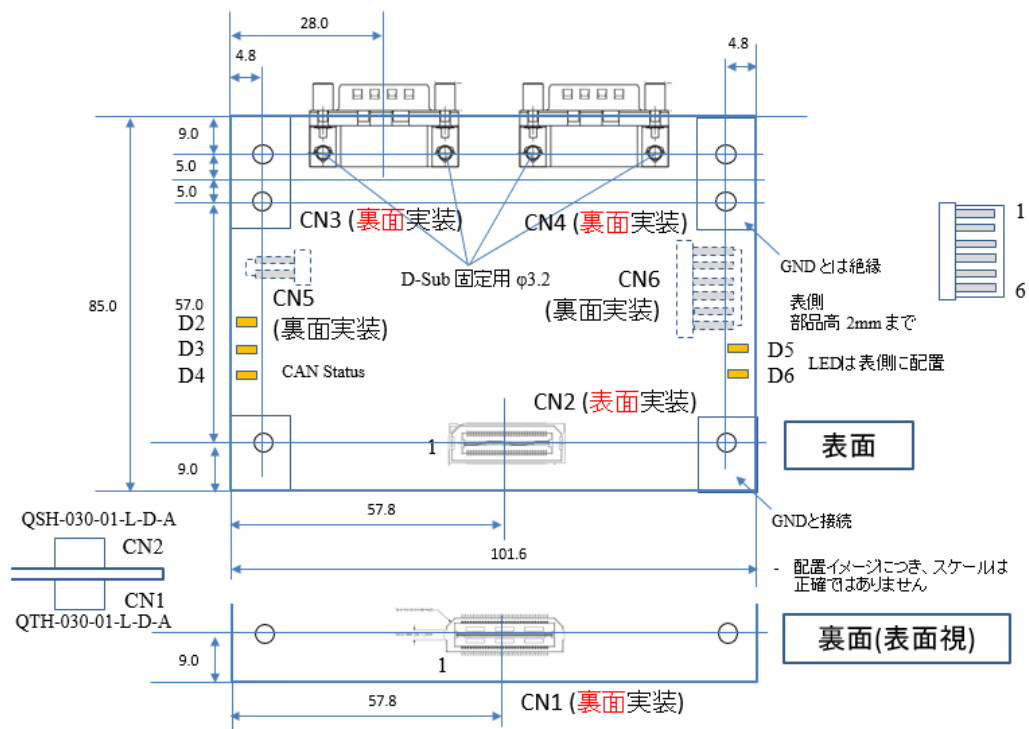 28.0
4.8
4.8
9.0
5.0
5.0
CN3 (裏面実装)
CN4 (裏面実装)
1
6
GND とは絶縁
D-Sub 固定用 φ3.2
CN5
(裏面実装)
CN6
(裏面実装)
表側
部品高 2mmまで
85.0
57.0
D2
D3
D4
CAN Status
D5
D6
LEDは表側に配置
CN2 (表面実装)
1
表面
9.0
57.8
GNDと接続
QSH-030-01-L-D-A
CN2
CN1
QTH-030-01-L-D-A
101.6
- 配置イメージにつき、スケールは
正確ではありません
9.0
1
裏面(表面視)
57.8
CN1 (裏面実装)